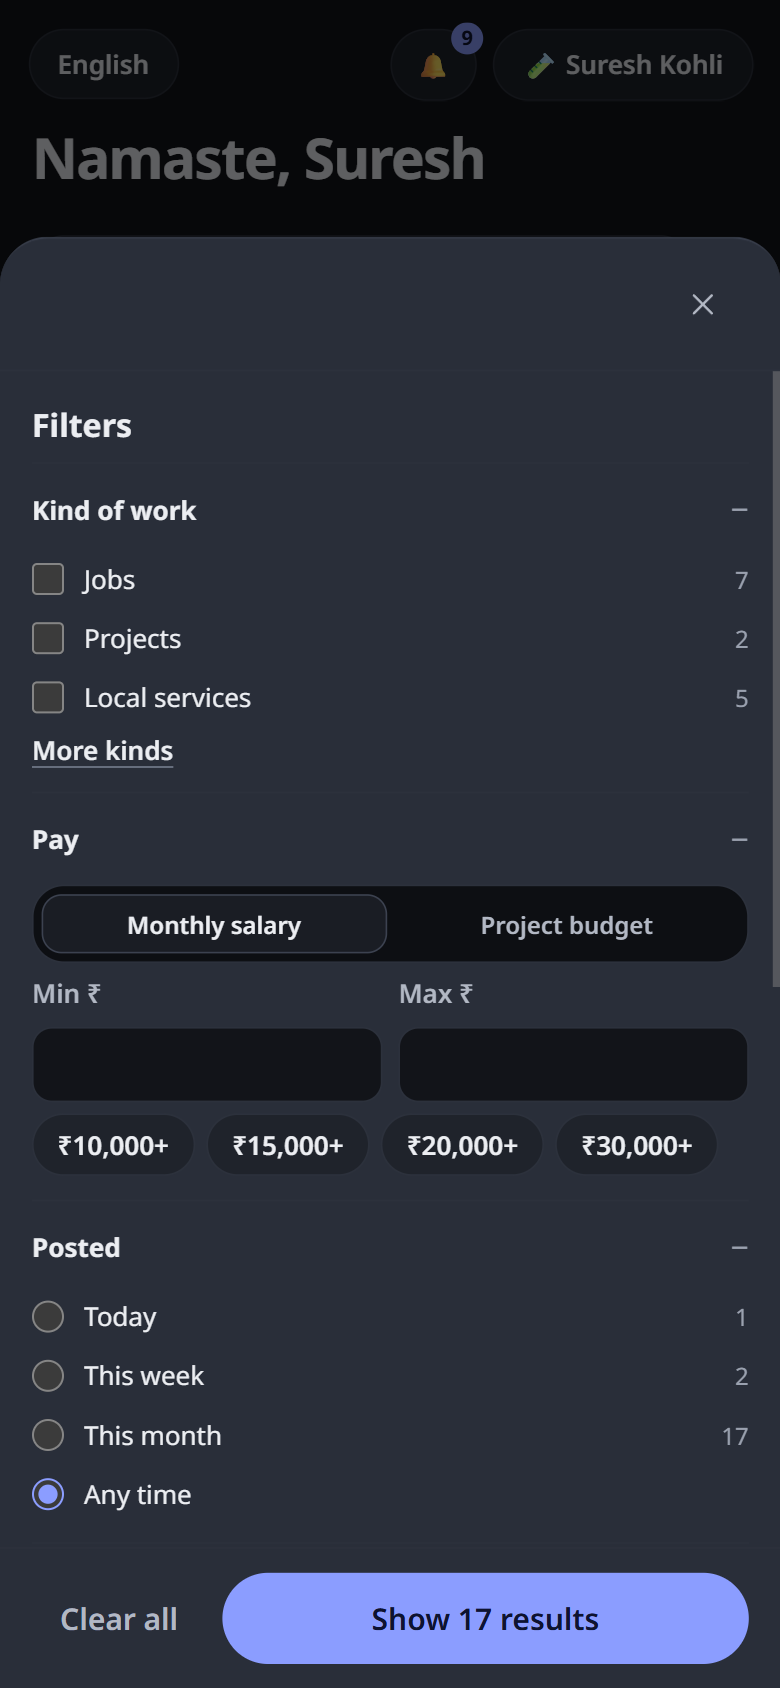 English
9
Suresh Kohli
Namaste, Suresh
Filters
Kind of work
Jobs 7
Projects 2
Local services 5
More kinds
Pay
Monthly salary Project budget
Min ₹ Max ₹
₹10,000+ ₹15,000+ ₹20,000+ ₹30,000+
Posted
Today 1
This week 2
This month 17
Any time
Clear all Show 17 results